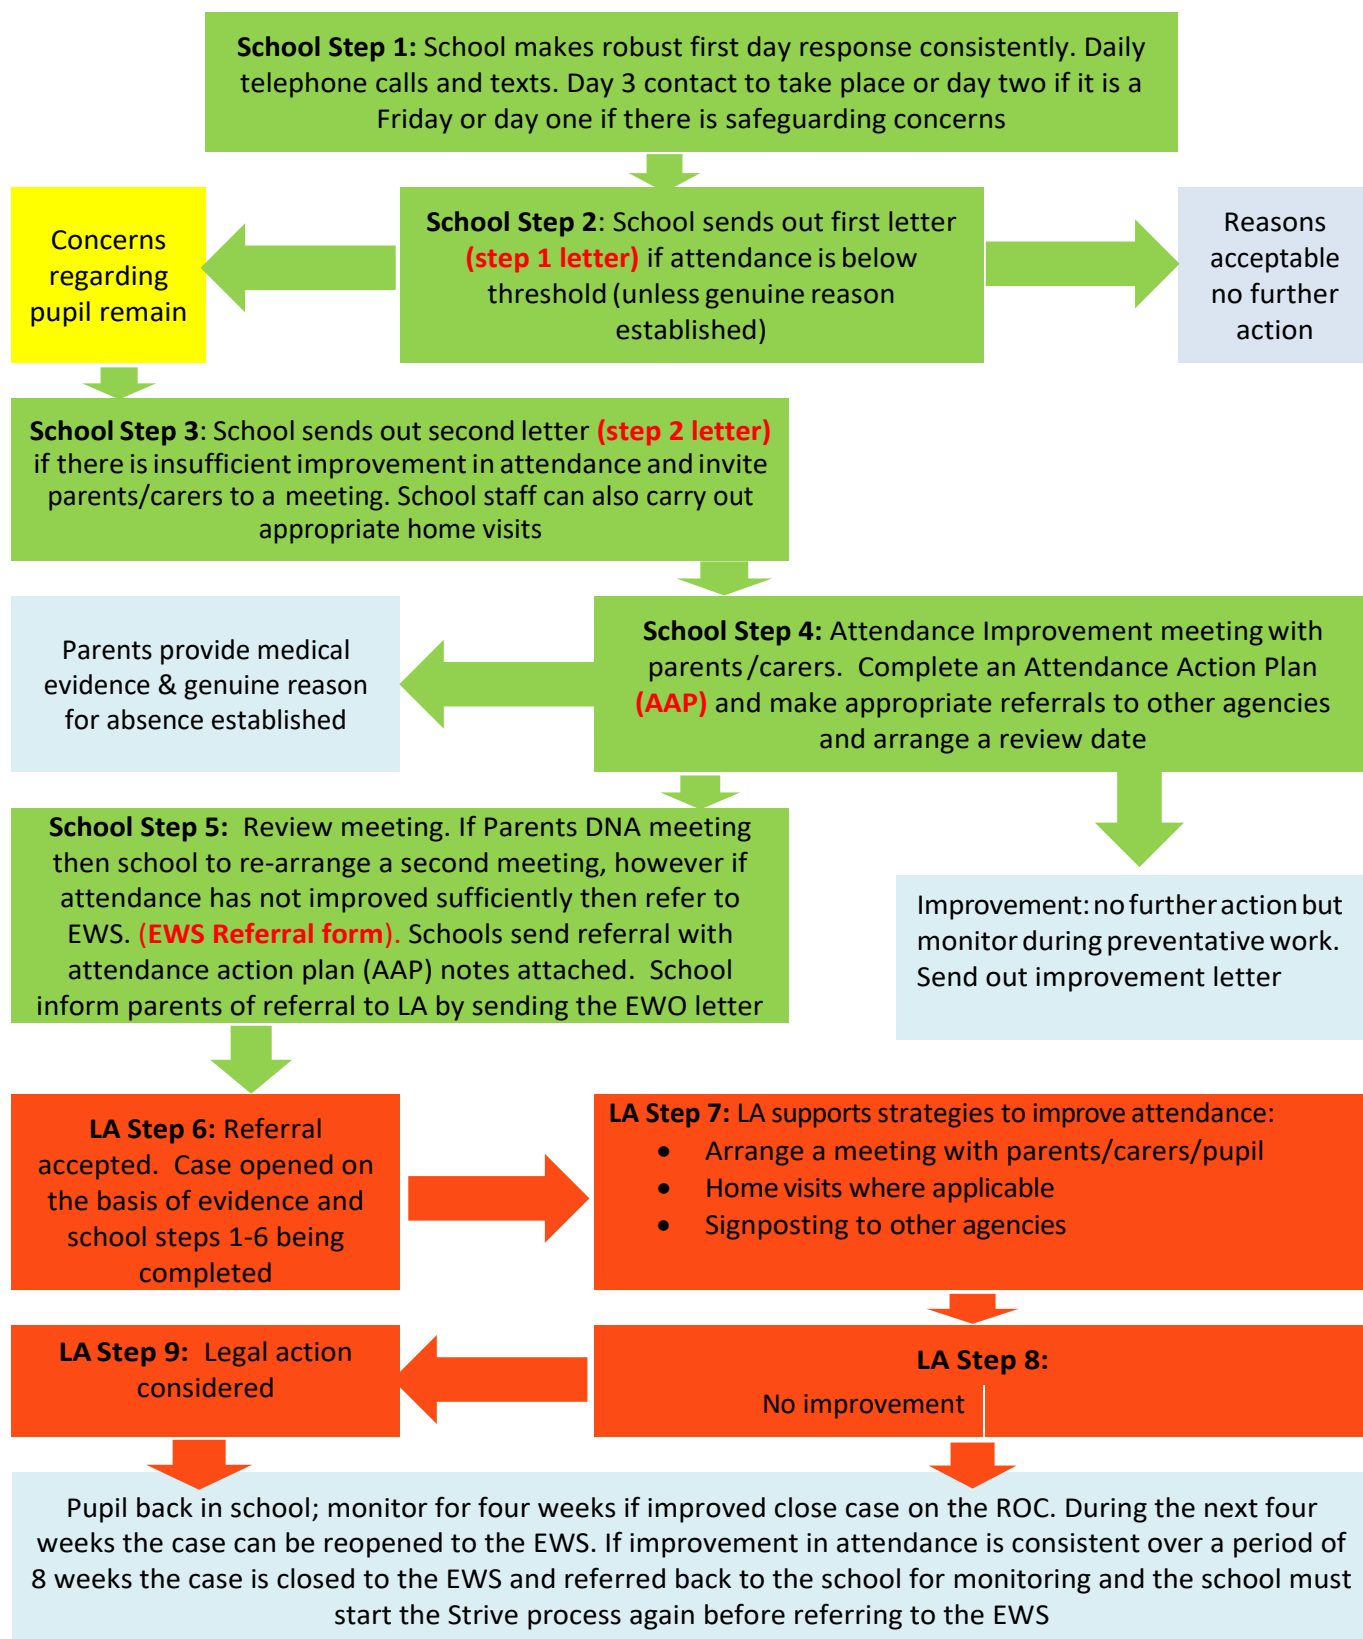 School Step 1: School makes robust first day response consistently. Daily
telephone calls and texts. Day 3 contact to take place or day two if it is a
Friday or day one if there is safeguarding concerns
Concerns
regarding
pupil remain
School Step 2: School sends out first letter
(step 1 letter) if attendance is below
threshold (unless genuine reason
established)
Reasons
acceptable
no further
action
School Step 3: School sends out second letter (step 2 letter)
if there is insufficient improvement in attendance and invite
parents/carers to a meeting. School staff can also carry out
appropriate home visits
Parents provide medical
evidence & genuine reason
for absence established
School Step 4: Attendance Improvement meeting with
parents/carers. Complete an Attendance Action Plan
(AAP) and make appropriate referrals to other agencies
and arrange a review date
School Step 5: Review meeting. If Parents DNA meeting
then school to re-arrange a second meeting, however if
attendance has not improved sufficiently then refer to
EWS. (EWS Referral form). Schools send referral with
attendance action plan (AAP) notes attached. School
inform parents of referral to LA by sending the EWO letter
Improvement: no further action but
monitor during preventative work.
Send out improvement letter
LA Step 6: Referral
accepted. Case opened on
the basis of evidence and
school steps 1-6 being
completed
LA Step 7: LA supports strategies to improve attendance:
• Arrange a meeting with parents/carers/pupil
• Home visits where applicable
• Signposting to other agencies
LA Step 9: Legal action
considered
LA Step 8:
No improvement
Pupil back in school; monitor for four weeks if improved close case on the ROC. During the next four
weeks the case can be reopened to the EWS. If improvement in attendance is consistent over a period of
8 weeks the case is closed to the EWS and referred back to the school for monitoring and the school must
start the Strive process again before referring to the EWS